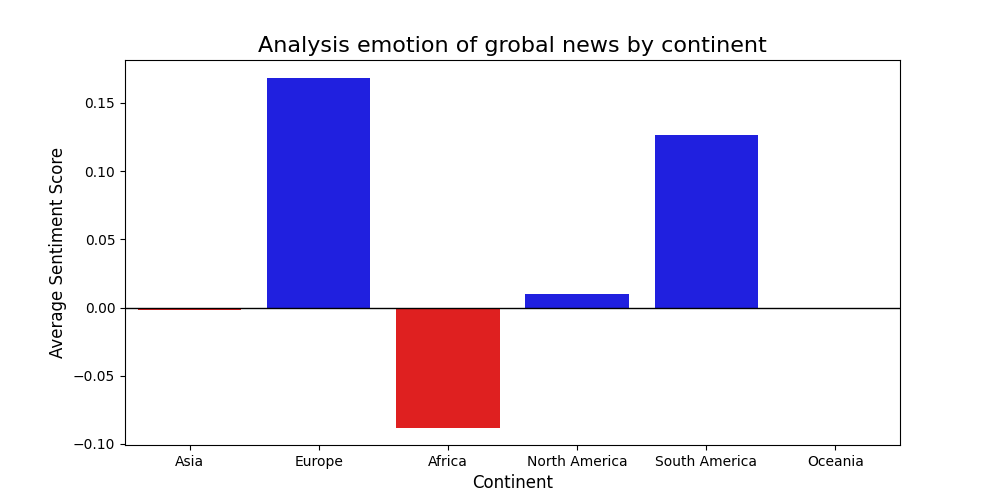 Analysis emotion of grobal news by continent
Average Sentiment Score
0.15
0.10
0.05
0.00
−0.05
−0.10
Asia Europe Africa North America South America Oceania
Continent